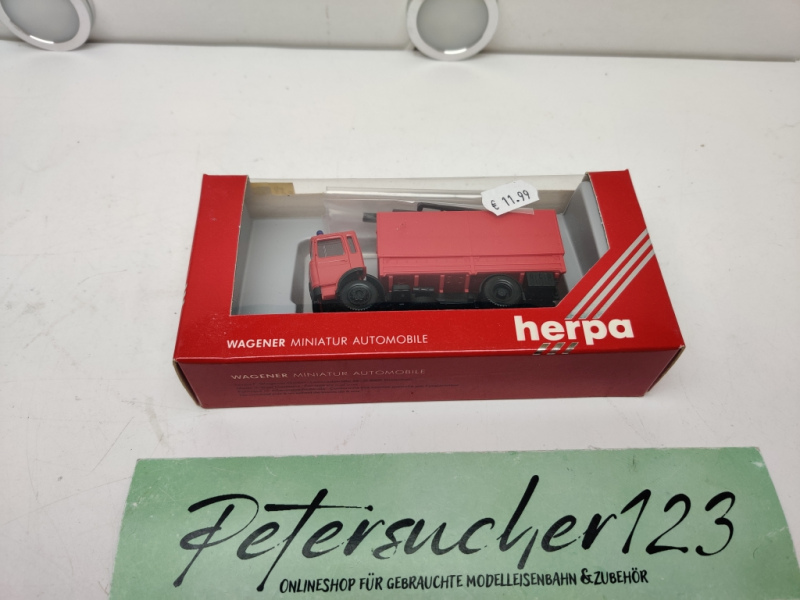 € 11.99
herpa
WAGENER MINIATUR AUTOMOBILE
WAGENER MINIATUR AUTOMOBILE
Petersucher123
ONLINESHOP FÜR GEBRAUCHTE MODELLEISENBAHN & ZUBEHÖR